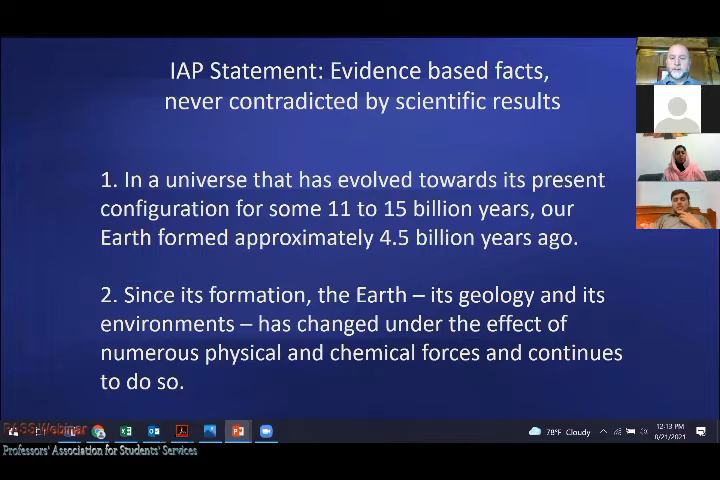 IAP Statement: Evidence based facts,
never contradicted by scientific results
1. In a universe that has evolved towards its present
configuration for some 11 to 15 billion years, our
Earth formed approximately 4.5 billion years ago.
2. Since its formation, the Earth – its geology and its
environments – has changed under the effect of
numerous physical and chemical forces and continues
to do so.
PASS Webinar
78°F Cloudy
12:13 PM
8/21/2021
Professors' Association for Students' Services